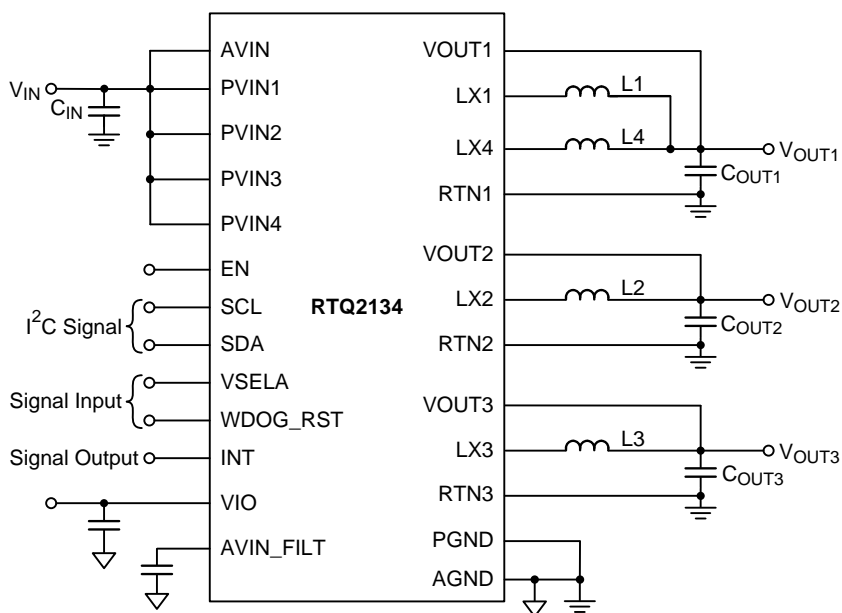 AVIN
PVIN1
PVIN2
PVIN3
PVIN4
EN
SCL
SDA
VSELA
WDOG_RST
INT
VIO
AVIN_FILT
V_IN
C_IN
I²C Signal
Signal Input
Signal Output
RTQ2134
VOUT1
LX1
LX4
RTN1
VOUT2
LX2
RTN2
VOUT3
LX3
RTN3
PGND
AGND
L1
L4
V_OUT1
C_OUT1
L2
V_OUT2
C_OUT2
L3
V_OUT3
C_OUT3